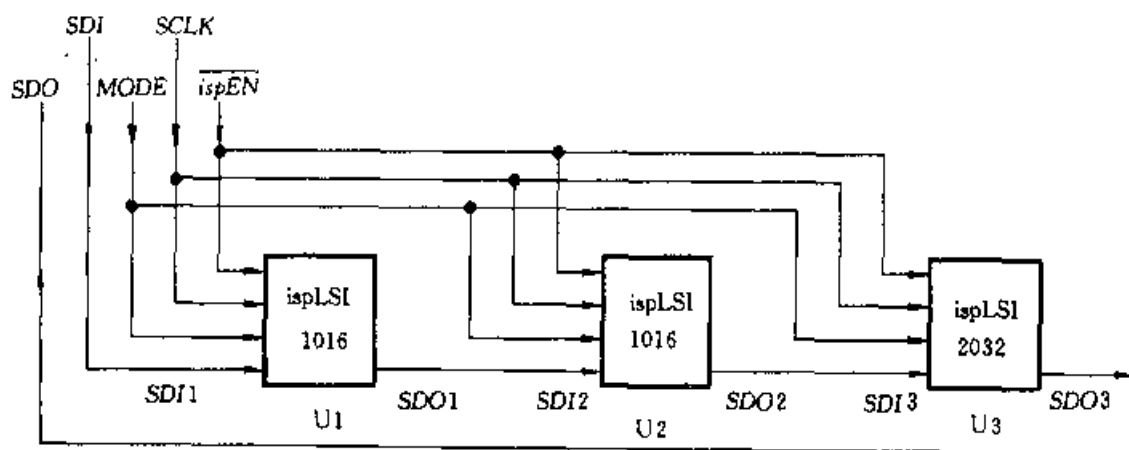 SDI SCLK
SDO MODE ispEN
ispLSI
1016
ispLSI
1016
ispLSI
2032
SDI1 SDO1 SDI2 SDO2 SDI3 SDO3
U1 U2 U3